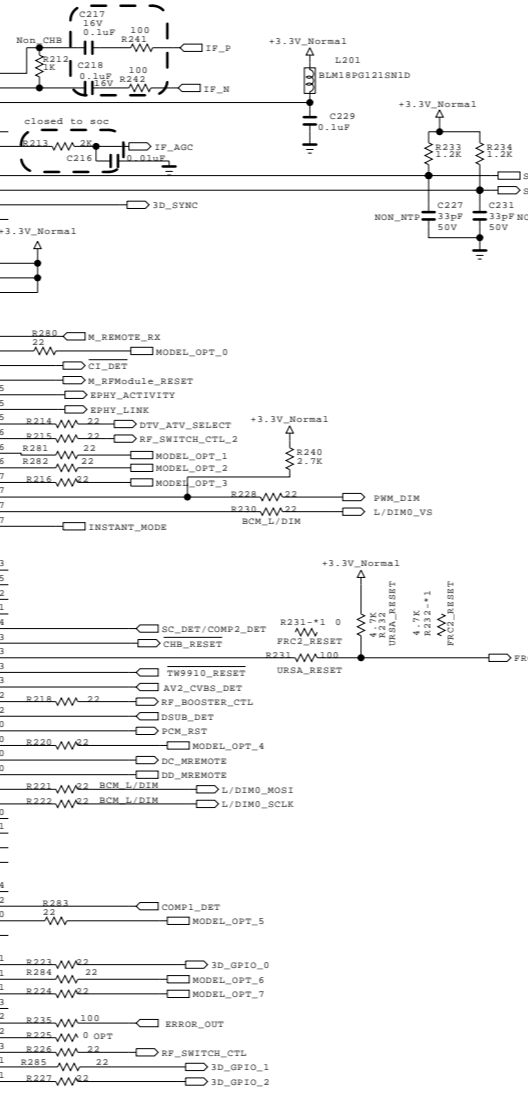 C217
16V
0.1uF
100
R241
Non_CHB
IF_P
R212
1K
C218
0.1uF
16V
100
R242
IF_N
+3.3V_Normal
L201
BLM18PG121SN1D
C229
0.1uF
+3.3V_Normal
R233
1.2K
R234
1.2K
closed to soc
R213
2K
IF_AGC
C216
0.01uF
S
S
3D_SYNC
NON_NTP
C227
33pF
50V
C231
33pF
50V
NO
+3.3V_Normal
R280
22
M_REMOTE_RX
MODEL_OPT_0
CI_DET
M_RFModule_RESET
EPHY_ACTIVITY
EPHY_LINK
R214 22 DTV_ATV_SELECT
R215 22 RF_SWITCH_CTL_2
R281 22 MODEL_OPT_1
R282 22 MODEL_OPT_2
R216 22 MODEL_OPT_3
+3.3V_Normal
R240
2.7K
R228 22 PWM_DIM
R230 22 L/DIM0_VS
BCM_L/DIM
INSTANT_MODE
+3.3V_Normal
R231-*1 0
FRC2_RESET
4.7K
R232
URSA_RESET
4.7K
R232-*1
FRC2_RESET
SC_DET/COMP2_DET
CHB_RESET
R231 100
URSA_RESET
FR
TW9910_RESET
AV2_CVBS_DET
R218 22 RF_BOOSTER_CTL
DSUB_DET
PCM_RST
R220 22 MODEL_OPT_4
DC_MREMOTE
DD_MREMOTE
R221 22 BCM_L/DIM L/DIM0_MOSI
R222 22 BCM_L/DIM L/DIM0_SCLK
R283
22
COMP1_DET
MODEL_OPT_5
R223 22 3D_GPIO_0
R284 22 MODEL_OPT_6
R224 22 MODEL_OPT_7
R235 100 ERROR_OUT
R225 0 OPT
R226 22 RF_SWITCH_CTL
R285 22 3D_GPIO_1
R227 22 3D_GPIO_2